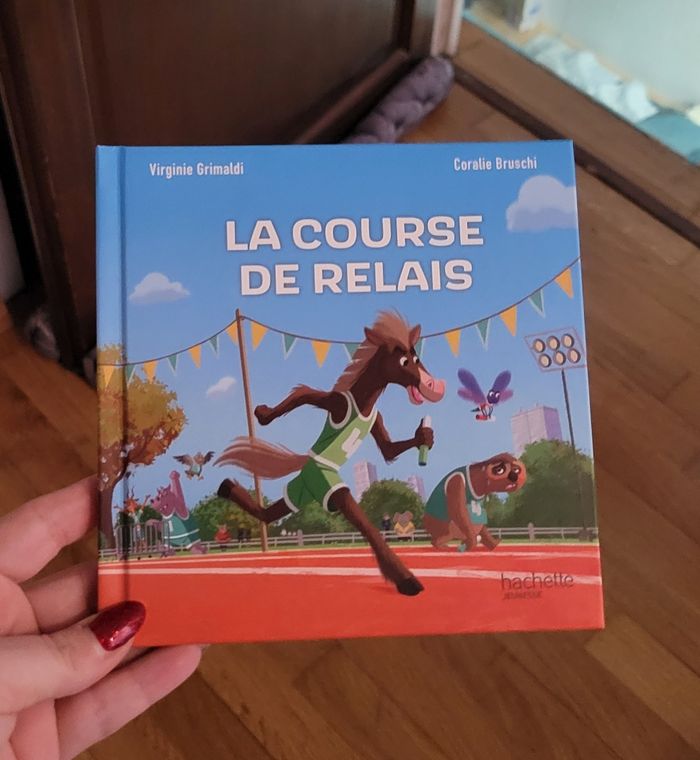 Virginie Grimaldi
Coralie Bruschi
LA COURSE
DE RELAIS
hachette
JEUNESSE